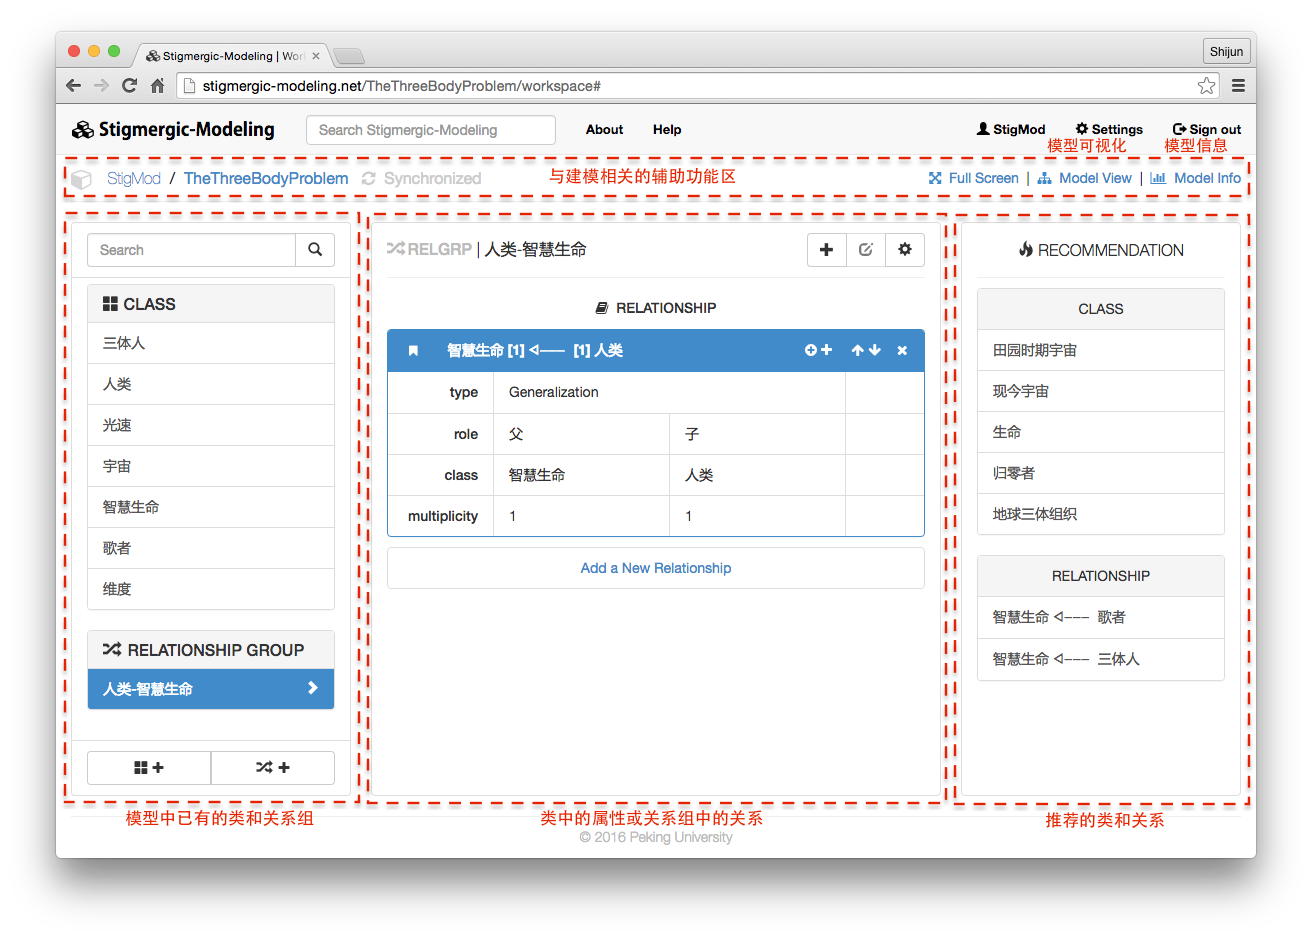 Stigmergic-Modeling | Wor
Shijun
stigmergic-modeling.net/TheThreeBodyProblem/workspace#
Stigmergic-Modeling
Search Stigmergic-Modeling
About
Help
StigMod
Settings
Sign out
模型可视化
模型信息
StigMod / TheThreeBodyProblem
Synchronized
与建模相关的辅助功能区
Full Screen | Model View | Model Info
Search
CLASS
三体人
人类
光速
宇宙
智慧生命
歌者
维度
RELATIONSHIP GROUP
人类-智慧生命
模型中已有的类和关系组
RELGRP | 人类-智慧生命
RELATIONSHIP
智慧生命 [1] ◁—— [1] 人类
type Generalization
role 父 子
class 智慧生命 人类
multiplicity 1 1
Add a New Relationship
类中的属性或关系组中的关系
© 2016 Peking University
RECOMMENDATION
CLASS
田园时期宇宙
现今宇宙
生命
归零者
地球三体组织
RELATIONSHIP
智慧生命 ◁––– 歌者
智慧生命 ◁––– 三体人
推荐的类和关系